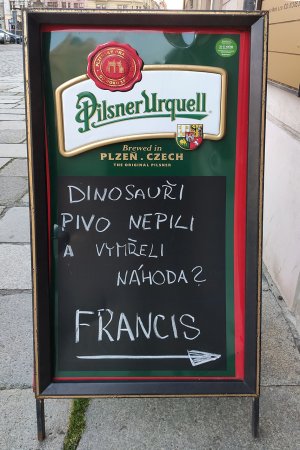 Pilsner Urquell
Brewed in
PLZEŇ . CZECH
THE ORIGINAL PILSNER
DINOSAUŘI
PIVO NEPILI
A VYMŘELI
NÁHODA?
FRANCIS